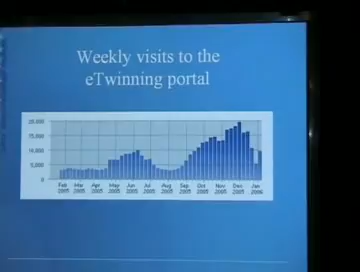 Weekly visits to the
eTwinning portal
20,000
15,000
10,000
5,000
0
Feb Mar Apr May Jun Jul Aug Sep Oct Nov Dec Jan
2005 2005 2005 2005 2005 2005 2005 2005 2005 2005 2005 2006